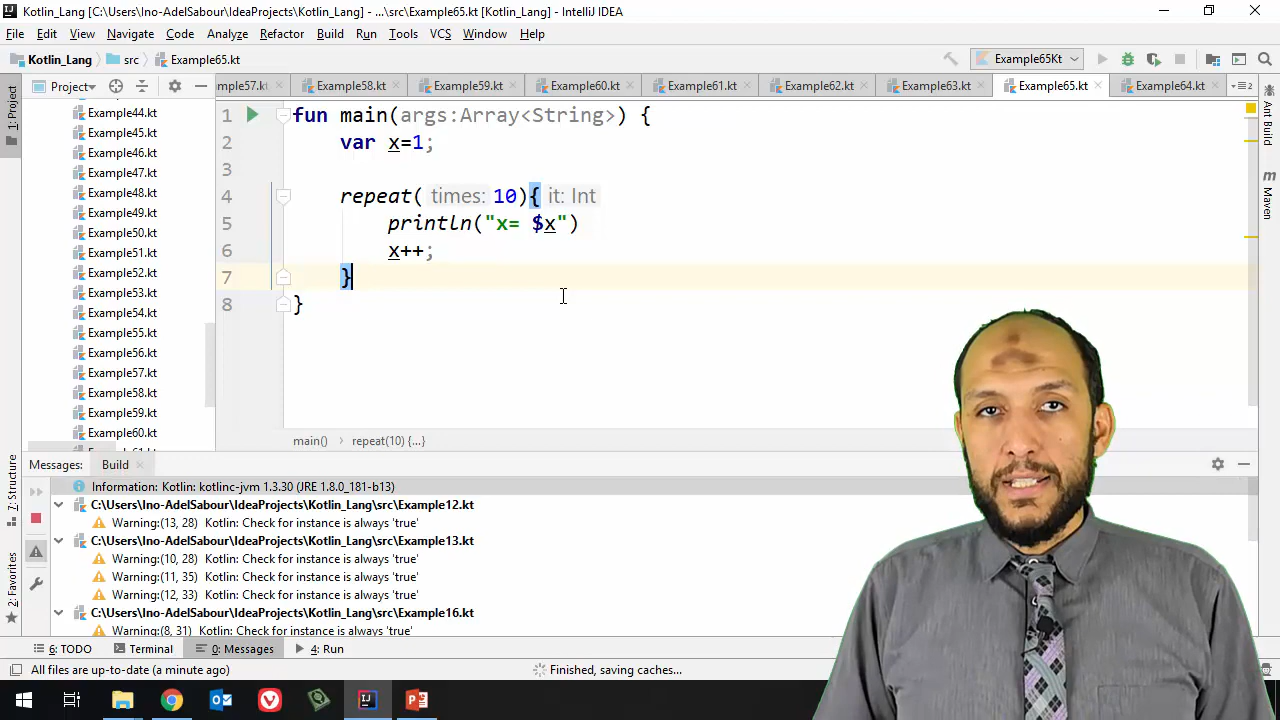 Kotlin_Lang [C:\Users\Ino-AdelSabour\IdeaProjects\Kotlin_Lang] - ...\src\Example65.kt [Kotlin_Lang] - IntelliJ IDEA
File Edit View Navigate Code Analyze Refactor Build Run Tools VCS Window Help
Kotlin_Lang src Example65.kt Example65Kt
1: Project
Project
mple57.kt Example58.kt Example59.kt Example60.kt Example61.kt Example62.kt Example63.kt Example65.kt Example64.kt
Example44.kt
Example45.kt
Example46.kt
Example47.kt
Example48.kt
Example49.kt
Example50.kt
Example51.kt
Example52.kt
Example53.kt
Example54.kt
Example55.kt
Example56.kt
Example57.kt
Example58.kt
Example59.kt
Example60.kt
1 fun main(args:Array<String>) {
2 var x=1;
3
4 repeat( times: 10){ it: Int
5 println("x= $x")
6 x++;
7 }
8 }
main() repeat(10) {...}
Ant Build
Maven
7: Structure
2: Favorites
Messages: Build
Information: Kotlin: kotlinc-jvm 1.3.30 (JRE 1.8.0_181-b13)
C:\Users\Ino-AdelSabour\IdeaProjects\Kotlin_Lang\src\Example12.kt
Warning:(13, 28) Kotlin: Check for instance is always 'true'
C:\Users\Ino-AdelSabour\IdeaProjects\Kotlin_Lang\src\Example13.kt
Warning:(10, 28) Kotlin: Check for instance is always 'true'
Warning:(11, 35) Kotlin: Check for instance is always 'true'
Warning:(12, 33) Kotlin: Check for instance is always 'true'
C:\Users\Ino-AdelSabour\IdeaProjects\Kotlin_Lang\src\Example16.kt
Warning:(8, 31) Kotlin: Check for instance is always 'true'
6: TODO Terminal 0: Messages 4: Run
All files are up-to-date (a minute ago) Finished, saving caches...